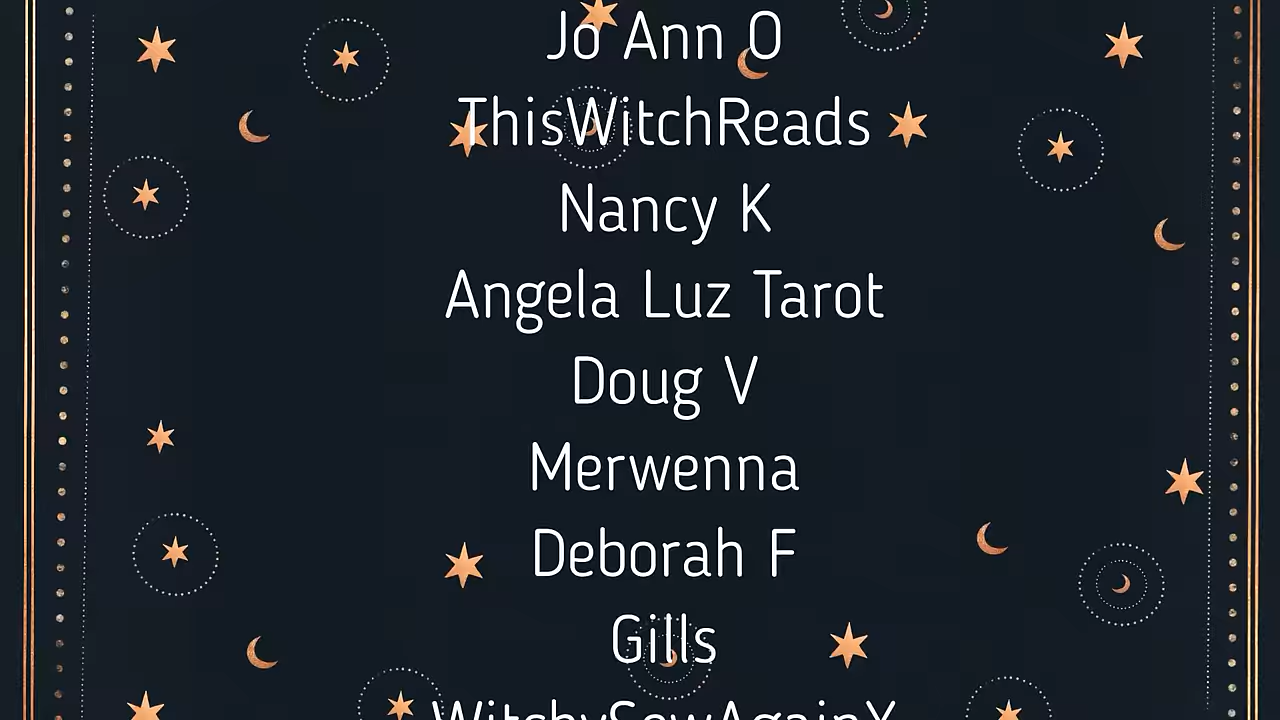 Jo Ann O
ThisWitchReads
Nancy K
Angela Luz Tarot
Doug V
Merwenna
Deborah F
Gills